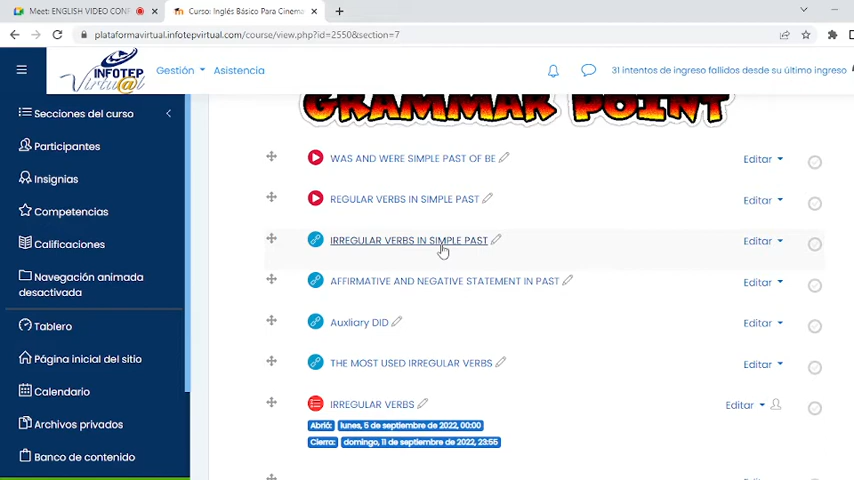 Meet: ENGLISH VIDEO CONF
Curso: Inglés Básico Para Cinema
plataformavirtual.infotepvirtual.com/course/view.php?id=2550&section=7
INFOTEP
Virtu@l
Gestión
Asistencia
31 intentos de ingreso fallidos desde su último ingreso
GRAMMAR POINT
Secciones del curso
Participantes
Insignias
Competencias
Calificaciones
Navegación animada
desactivada
Tablero
Página inicial del sitio
Calendario
Archivos privados
Banco de contenido
WAS AND WERE SIMPLE PAST OF BE
Editar
REGULAR VERBS IN SIMPLE PAST
Editar
IRREGULAR VERBS IN SIMPLE PAST
Editar
AFFIRMATIVE AND NEGATIVE STATEMENT IN PAST
Editar
Auxliary DID
Editar
THE MOST USED IRREGULAR VERBS
Editar
IRREGULAR VERBS
Editar
Abrió: lunes, 5 de septiembre de 2022, 00:00
Cierra: domingo, 11 de septiembre de 2022, 23:55